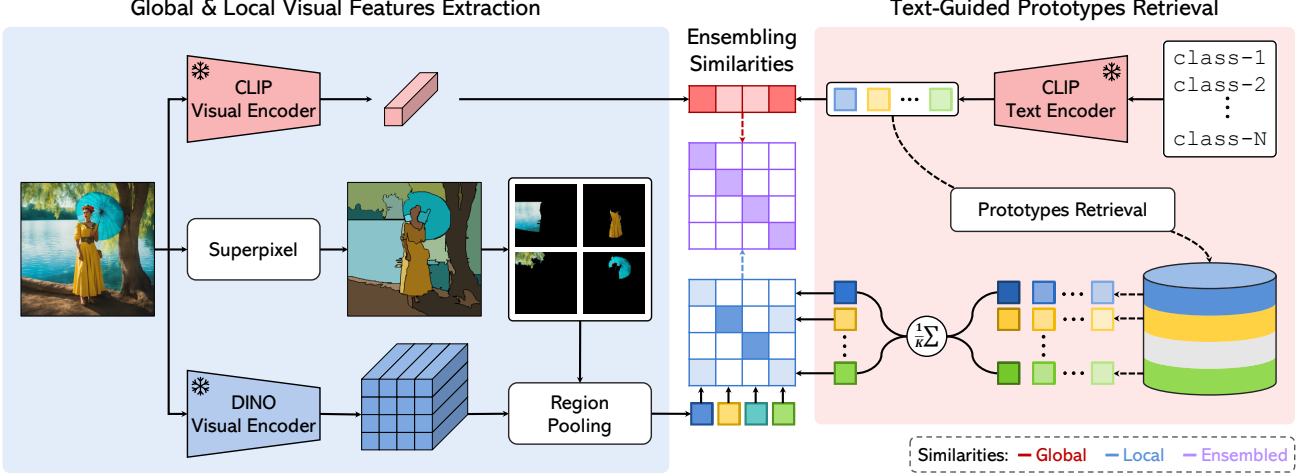 Global & Local Visual Features Extraction
Text-Guided Prototypes Retrieval
Ensembling
Similarities
CLIP
Visual Encoder
CLIP
Text Encoder
class-1
class-2
class-N
Prototypes Retrieval
Superpixel
1/K Σ
DINO
Visual Encoder
Region
Pooling
Similarities: Global Local Ensembled